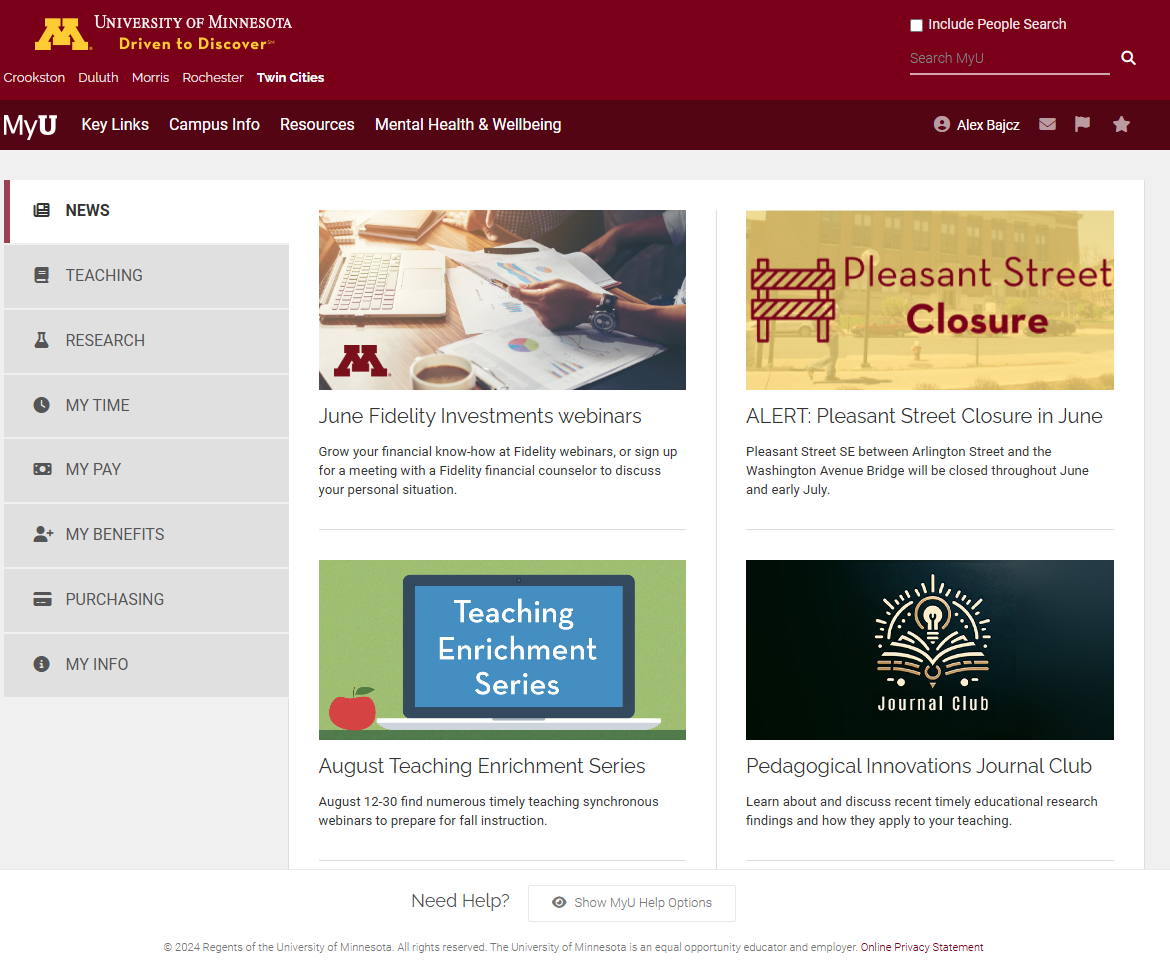 UNIVERSITY OF MINNESOTA
Driven to Discover℠
Include People Search
Search MyU
Crookston Duluth Morris Rochester Twin Cities
MyU Key Links Campus Info Resources Mental Health & Wellbeing Alex Bajcz
NEWS
TEACHING
RESEARCH
MY TIME
MY PAY
MY BENEFITS
PURCHASING
MY INFO
June Fidelity Investments webinars
Grow your financial know-how at Fidelity webinars, or sign up
for a meeting with a Fidelity financial counselor to discuss
your personal situation.
Pleasant Street
Closure
ALERT: Pleasant Street Closure in June
Pleasant Street SE between Arlington Street and the
Washington Avenue Bridge will be closed throughout June
and early July.
Teaching
Enrichment
Series
August Teaching Enrichment Series
August 12-30 find numerous timely teaching synchronous
webinars to prepare for fall instruction.
Journal Club
Pedagogical Innovations Journal Club
Learn about and discuss recent timely educational research
findings and how they apply to your teaching.
Need Help? Show MyU Help Options
© 2024 Regents of the University of Minnesota. All rights reserved. The University of Minnesota is an equal opportunity educator and employer. Online Privacy Statement